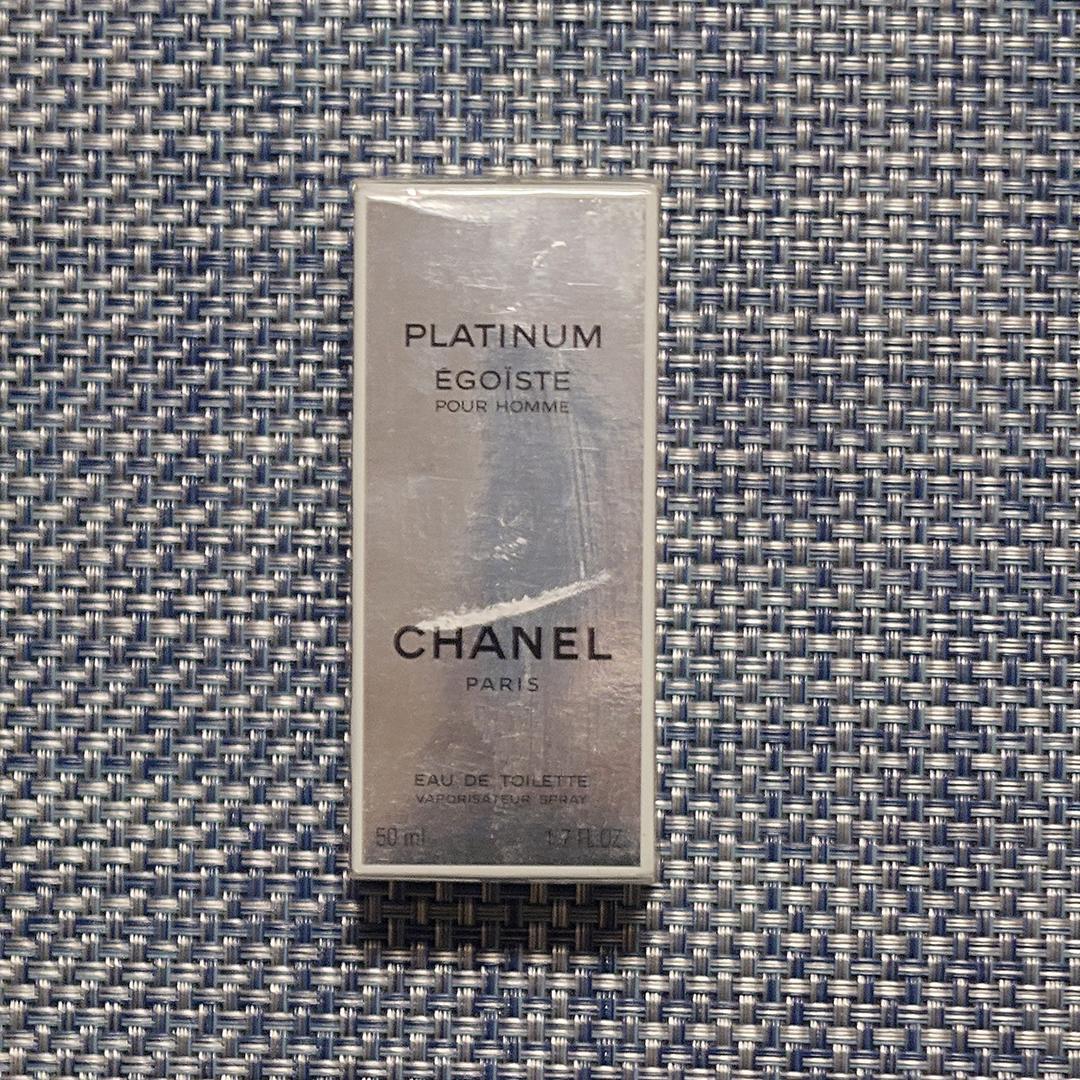 PLATINUM
ÉGOÏSTE
POUR HOMME
CHANEL
PARIS
EAU DE TOILETTE
VAPORISATEUR SPRAY
50 ml 1.7 FL.OZ.